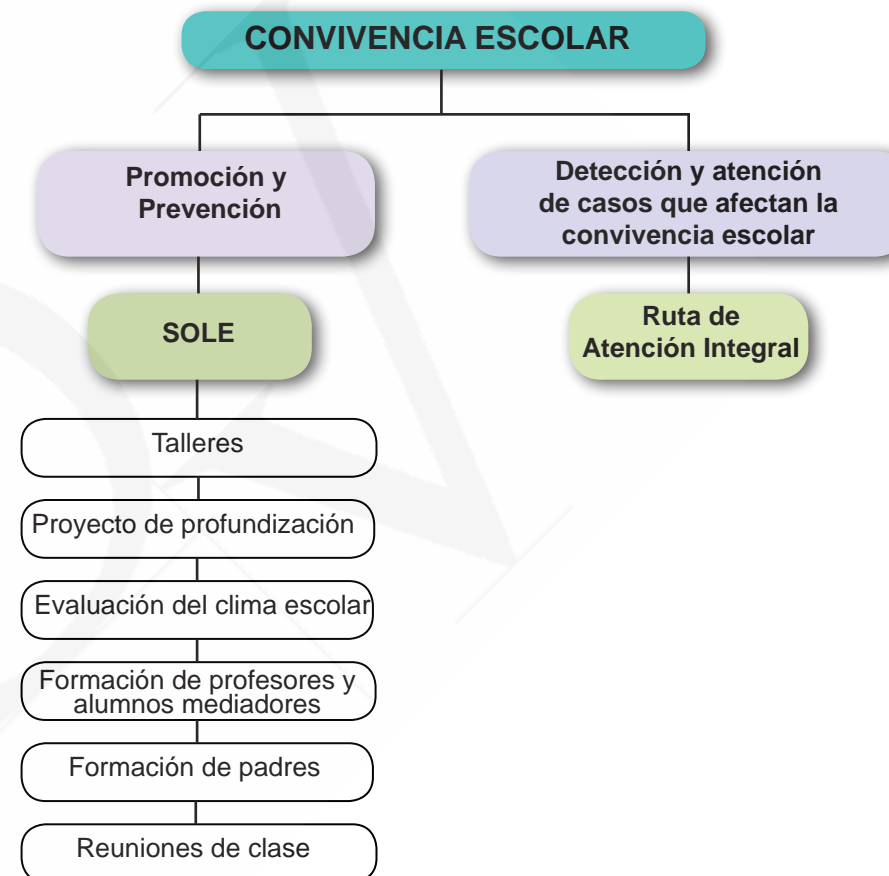 CONVIVENCIA ESCOLAR
Promoción y
Prevención
Detección y atención
de casos que afectan la
convivencia escolar
SOLE
Ruta de
Atención Integral
Talleres
Proyecto de profundización
Evaluación del clima escolar
Formación de profesores y
alumnos mediadores
Formación de padres
Reuniones de clase